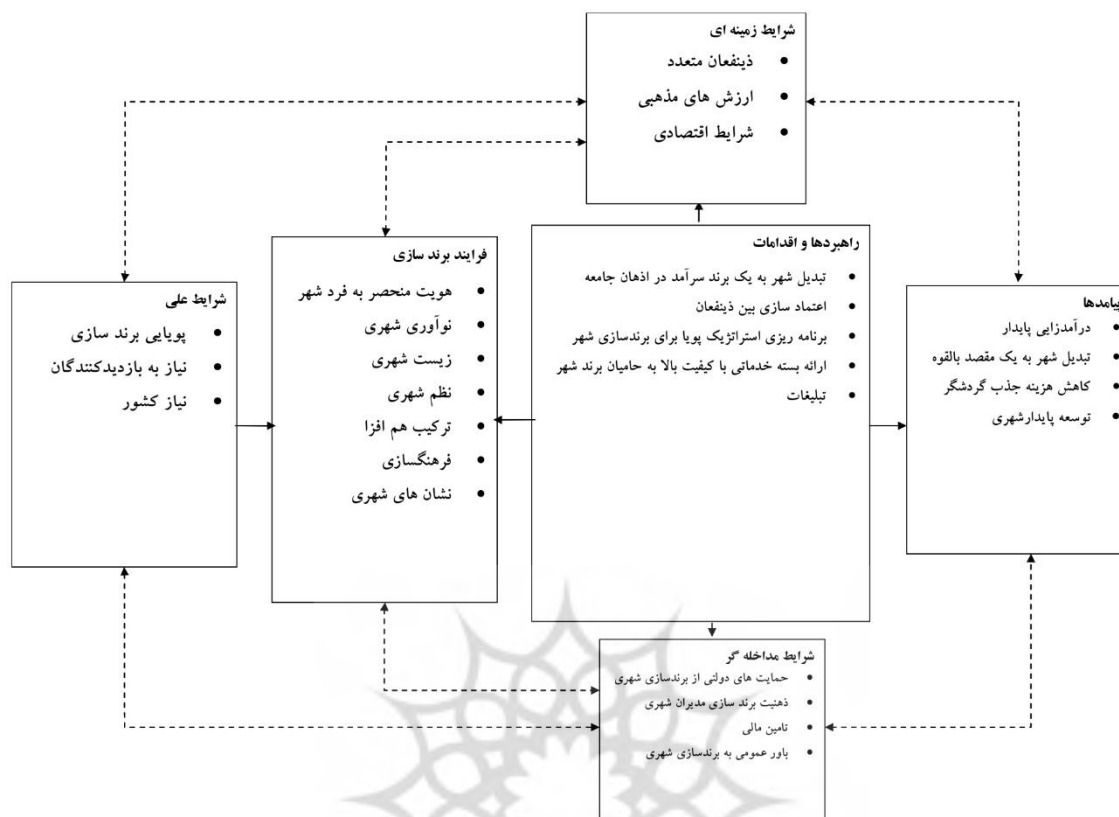 شرایط زمینه ای
ذینفعان متعدد
ارزش های مذهبی
شرایط اقتصادی
راهبردها و اقدامات
تبدیل شهر به یک برند سرآمد در اذهان جامعه
اعتماد سازی بین ذینفعان
برنامه ریزی استراتژیک پویا برای برندسازی شهر
ارائه بسته خدماتی با کیفیت بالا به حامیان برند شهر
تبلیغات
فرایند برند سازی
هویت منحصر به فرد شهر
نوآوری شهری
زیست شهری
نظم شهری
ترکیب هم افزا
فرهنگسازی
نشان های شهری
شرایط علی
پویایی برند سازی
نیاز به بازدیدکنندگان
نیاز کشور
پیامدها
درآمدزایی پایدار
تبدیل شهر به یک مقصد بالقوه
کاهش هزینه جذب گردشگر
توسعه پایدارشهری
شرایط مداخله گر
حمایت های دولتی از برندسازی شهری
ذهنیت برند سازی مدیران شهری
تامین مالی
باور عمومی به برندسازی شهری